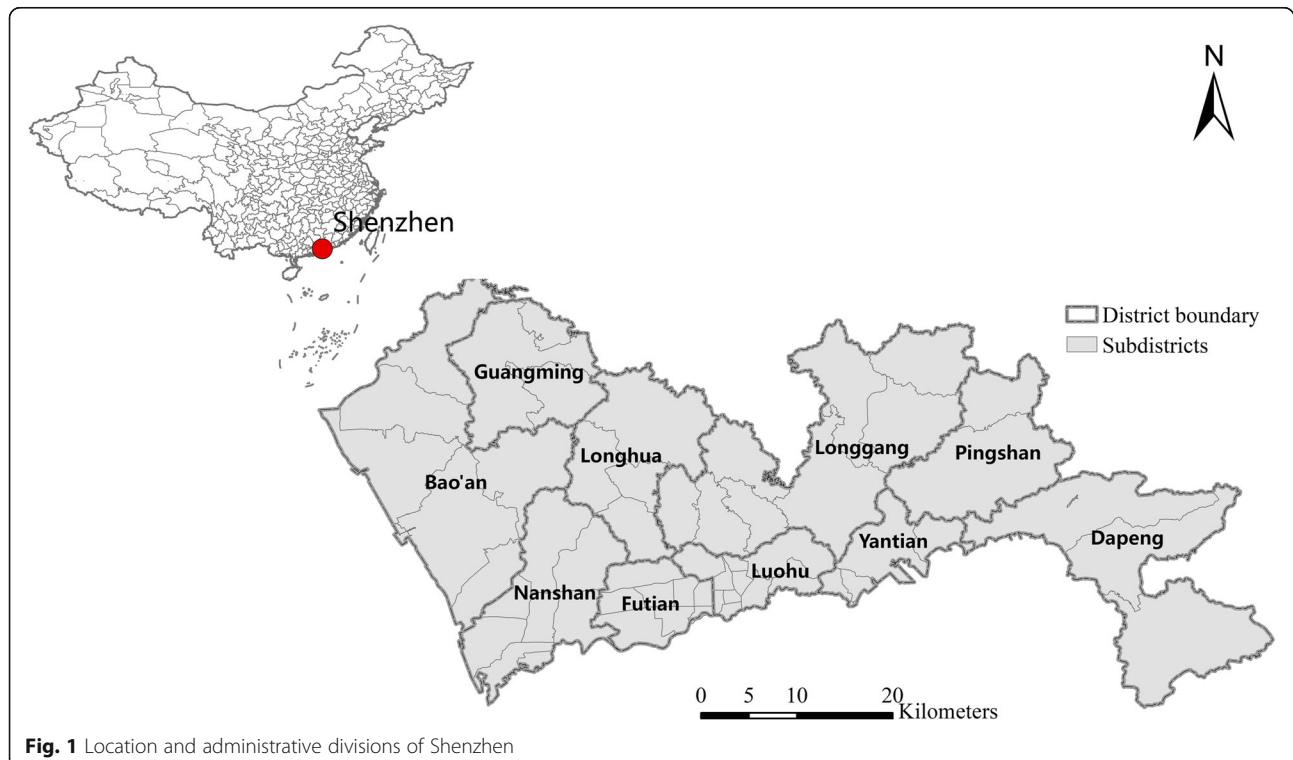 N
Shenzhen
District boundary
Subdistricts
Guangming
Longhua
Longgang
Pingshan
Bao'an
Yantian
Dapeng
Luohu
Nanshan
Futian
0 5 10 20
Kilometers
Fig. 1 Location and administrative divisions of Shenzhen